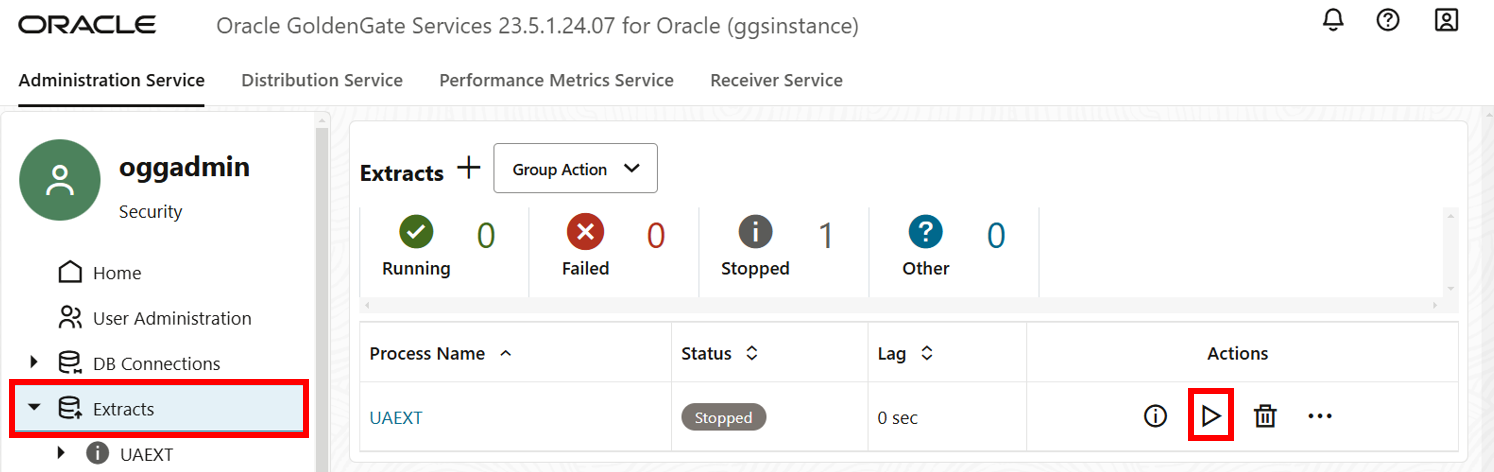 ORACLE Oracle GoldenGate Services 23.5.1.24.07 for Oracle (ggsinstance)
Administration Service Distribution Service Performance Metrics Service Receiver Service
oggadmin
Security
Home
User Administration
DB Connections
Extracts
UAEXT
Extracts Group Action
0 0 1 0
Running Failed Stopped Other
Process Name Status Lag Actions
UAEXT Stopped 0 sec